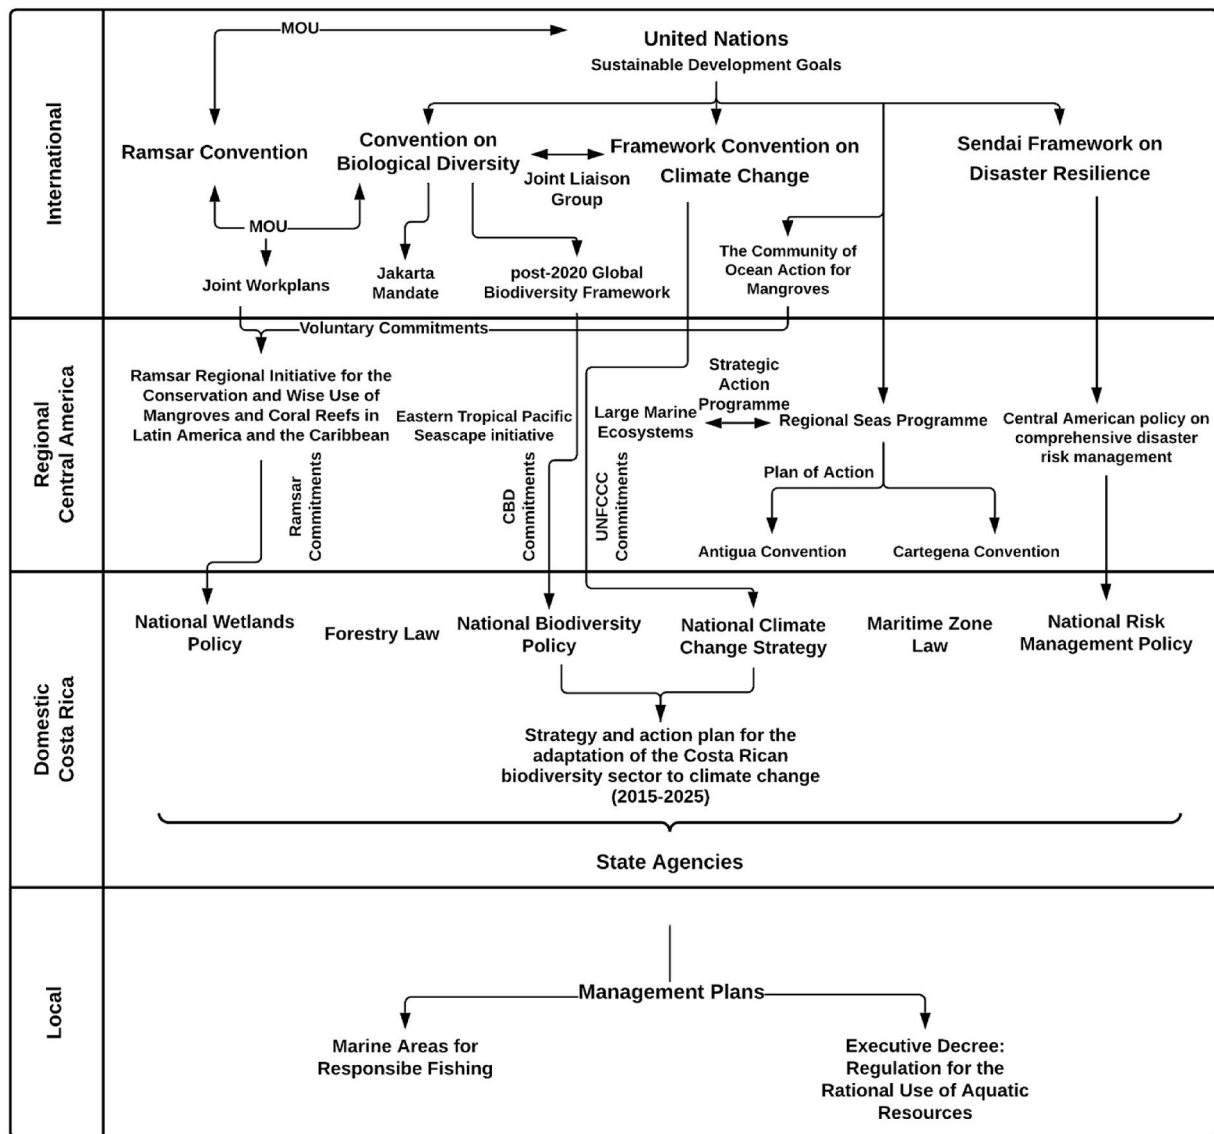 International
MOU
United Nations
Sustainable Development Goals
Ramsar Convention
Convention on
Biological Diversity
Joint Liaison
Group
Framework Convention on
Climate Change
Sendai Framework on
Disaster Resilience
MOU
Joint Workplans
Jakarta
Mandate
post-2020 Global
Biodiversity Framework
The Community of
Ocean Action for
Mangroves
Regional
Central America
Voluntary Commitments
Ramsar Regional Initiative for the
Conservation and Wise Use of
Mangroves and Coral Reefs in
Latin America and the Caribbean
Eastern Tropical Pacific
Seascape initiative
Large Marine
Ecosystems
Strategic
Action
Programme
Regional Seas Programme
Central American policy on
comprehensive disaster
risk management
Ramsar
Commitments
CBD
Commitments
UNFCCC
Commitments
Plan of Action
Antigua Convention
Cartegena Convention
Domestic
Costa Rica
National Wetlands
Policy
Forestry Law
National Biodiversity
Policy
National Climate
Change Strategy
Maritime Zone
Law
National Risk
Management Policy
Strategy and action plan for the
adaptation of the Costa Rican
biodiversity sector to climate change
(2015-2025)
State Agencies
Local
Management Plans
Marine Areas for
Responsibe Fishing
Executive Decree:
Regulation for the
Rational Use of Aquatic
Resources